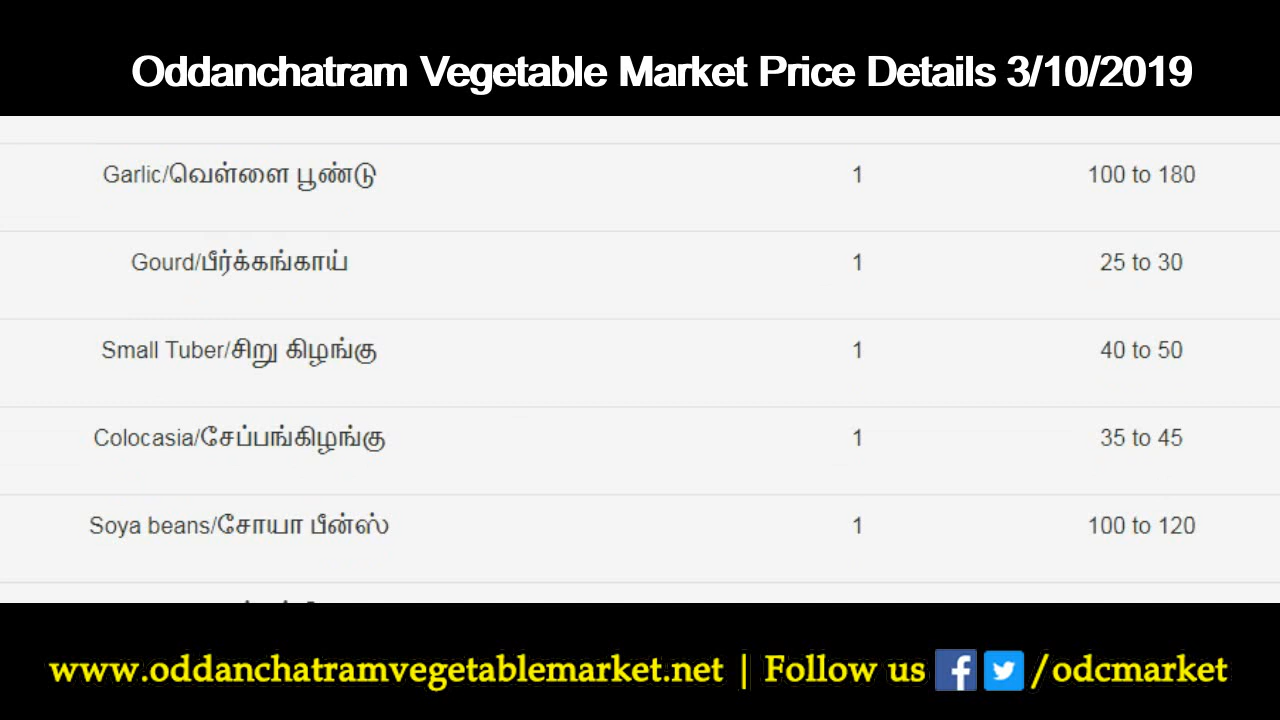 Oddanchatram Vegetable Market Price Details 3/10/2019
Garlic/வெள்ளை பூண்டு 1 100 to 180
Gourd/பீர்க்கங்காய் 1 25 to 30
Small Tuber/சிறு கிழங்கு 1 40 to 50
Colocasia/சேப்பங்கிழங்கு 1 35 to 45
Soya beans/சோயா பீன்ஸ் 1 100 to 120
www.oddanchatramvegetablemarket.net | Follow us /odcmarket